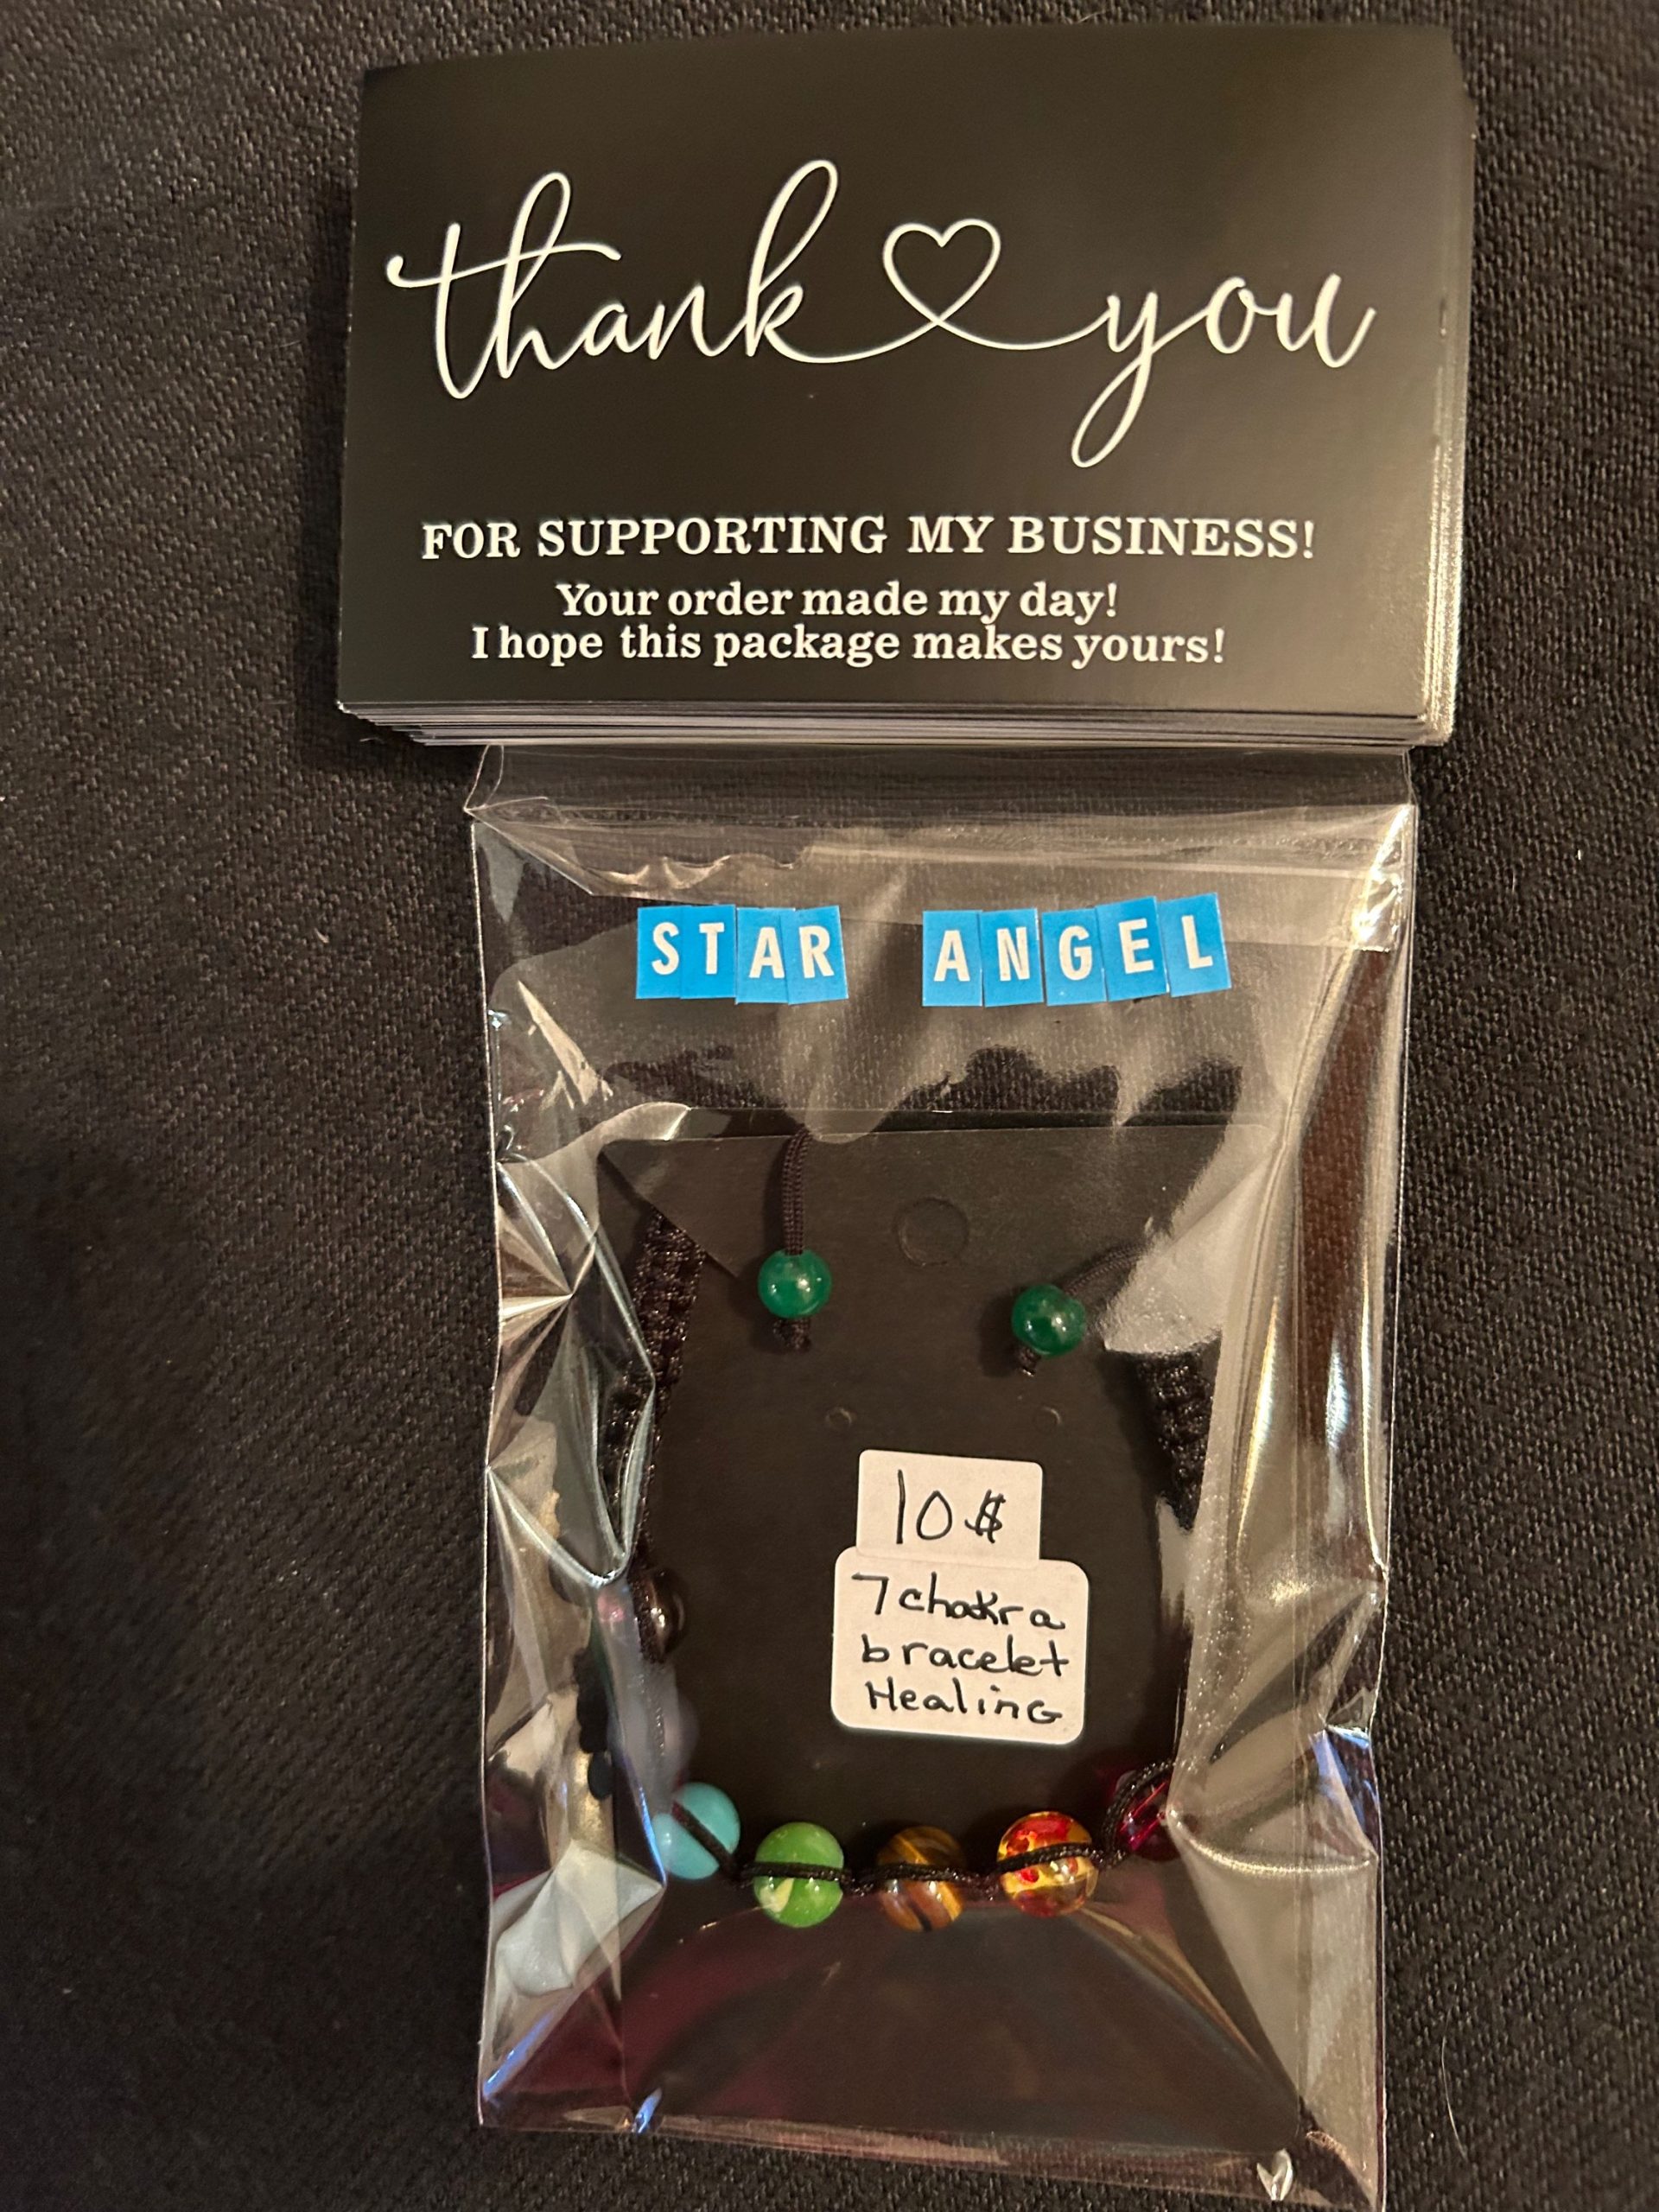 thank you
FOR SUPPORTING MY BUSINESS!
Your order made my day!
I hope this package makes yours!
STAR ANGEL
10$
7 chakra
bracelet
Healing